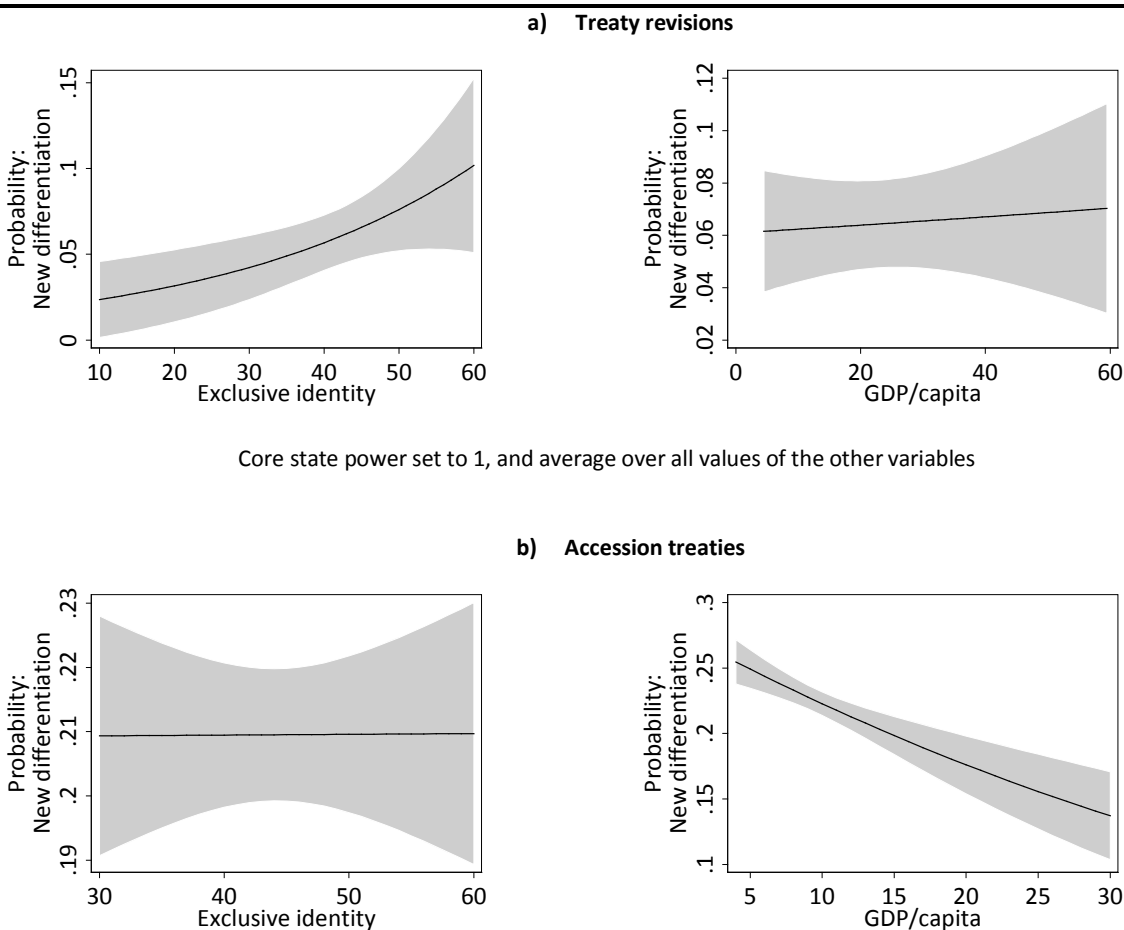 a) Treaty revisions
Probability:
New differentiation
0 .05 .1 .15
10 20 30 40 50 60
Exclusive identity
Probability:
New differentiation
.02 .04 .06 .08 .1 .12
0 20 40 60
GDP/capita
Core state power set to 1, and average over all values of the other variables
b) Accession treaties
Probability:
New differentiation
.19 .2 .21 .22 .23
30 40 50 60
Exclusive identity
Probability:
New differentiation
.1 .15 .2 .25 .3
5 10 15 20 25 30
GDP/capita